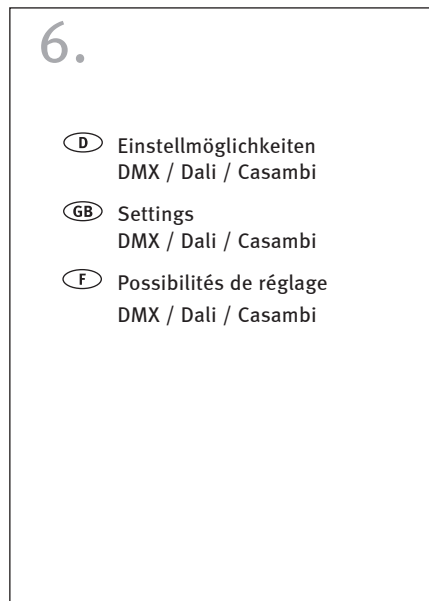 6.
D Einstellmöglichkeiten
DMX / Dali / Casambi
GB Settings
DMX / Dali / Casambi
F Possibilités de réglage
DMX / Dali / Casambi